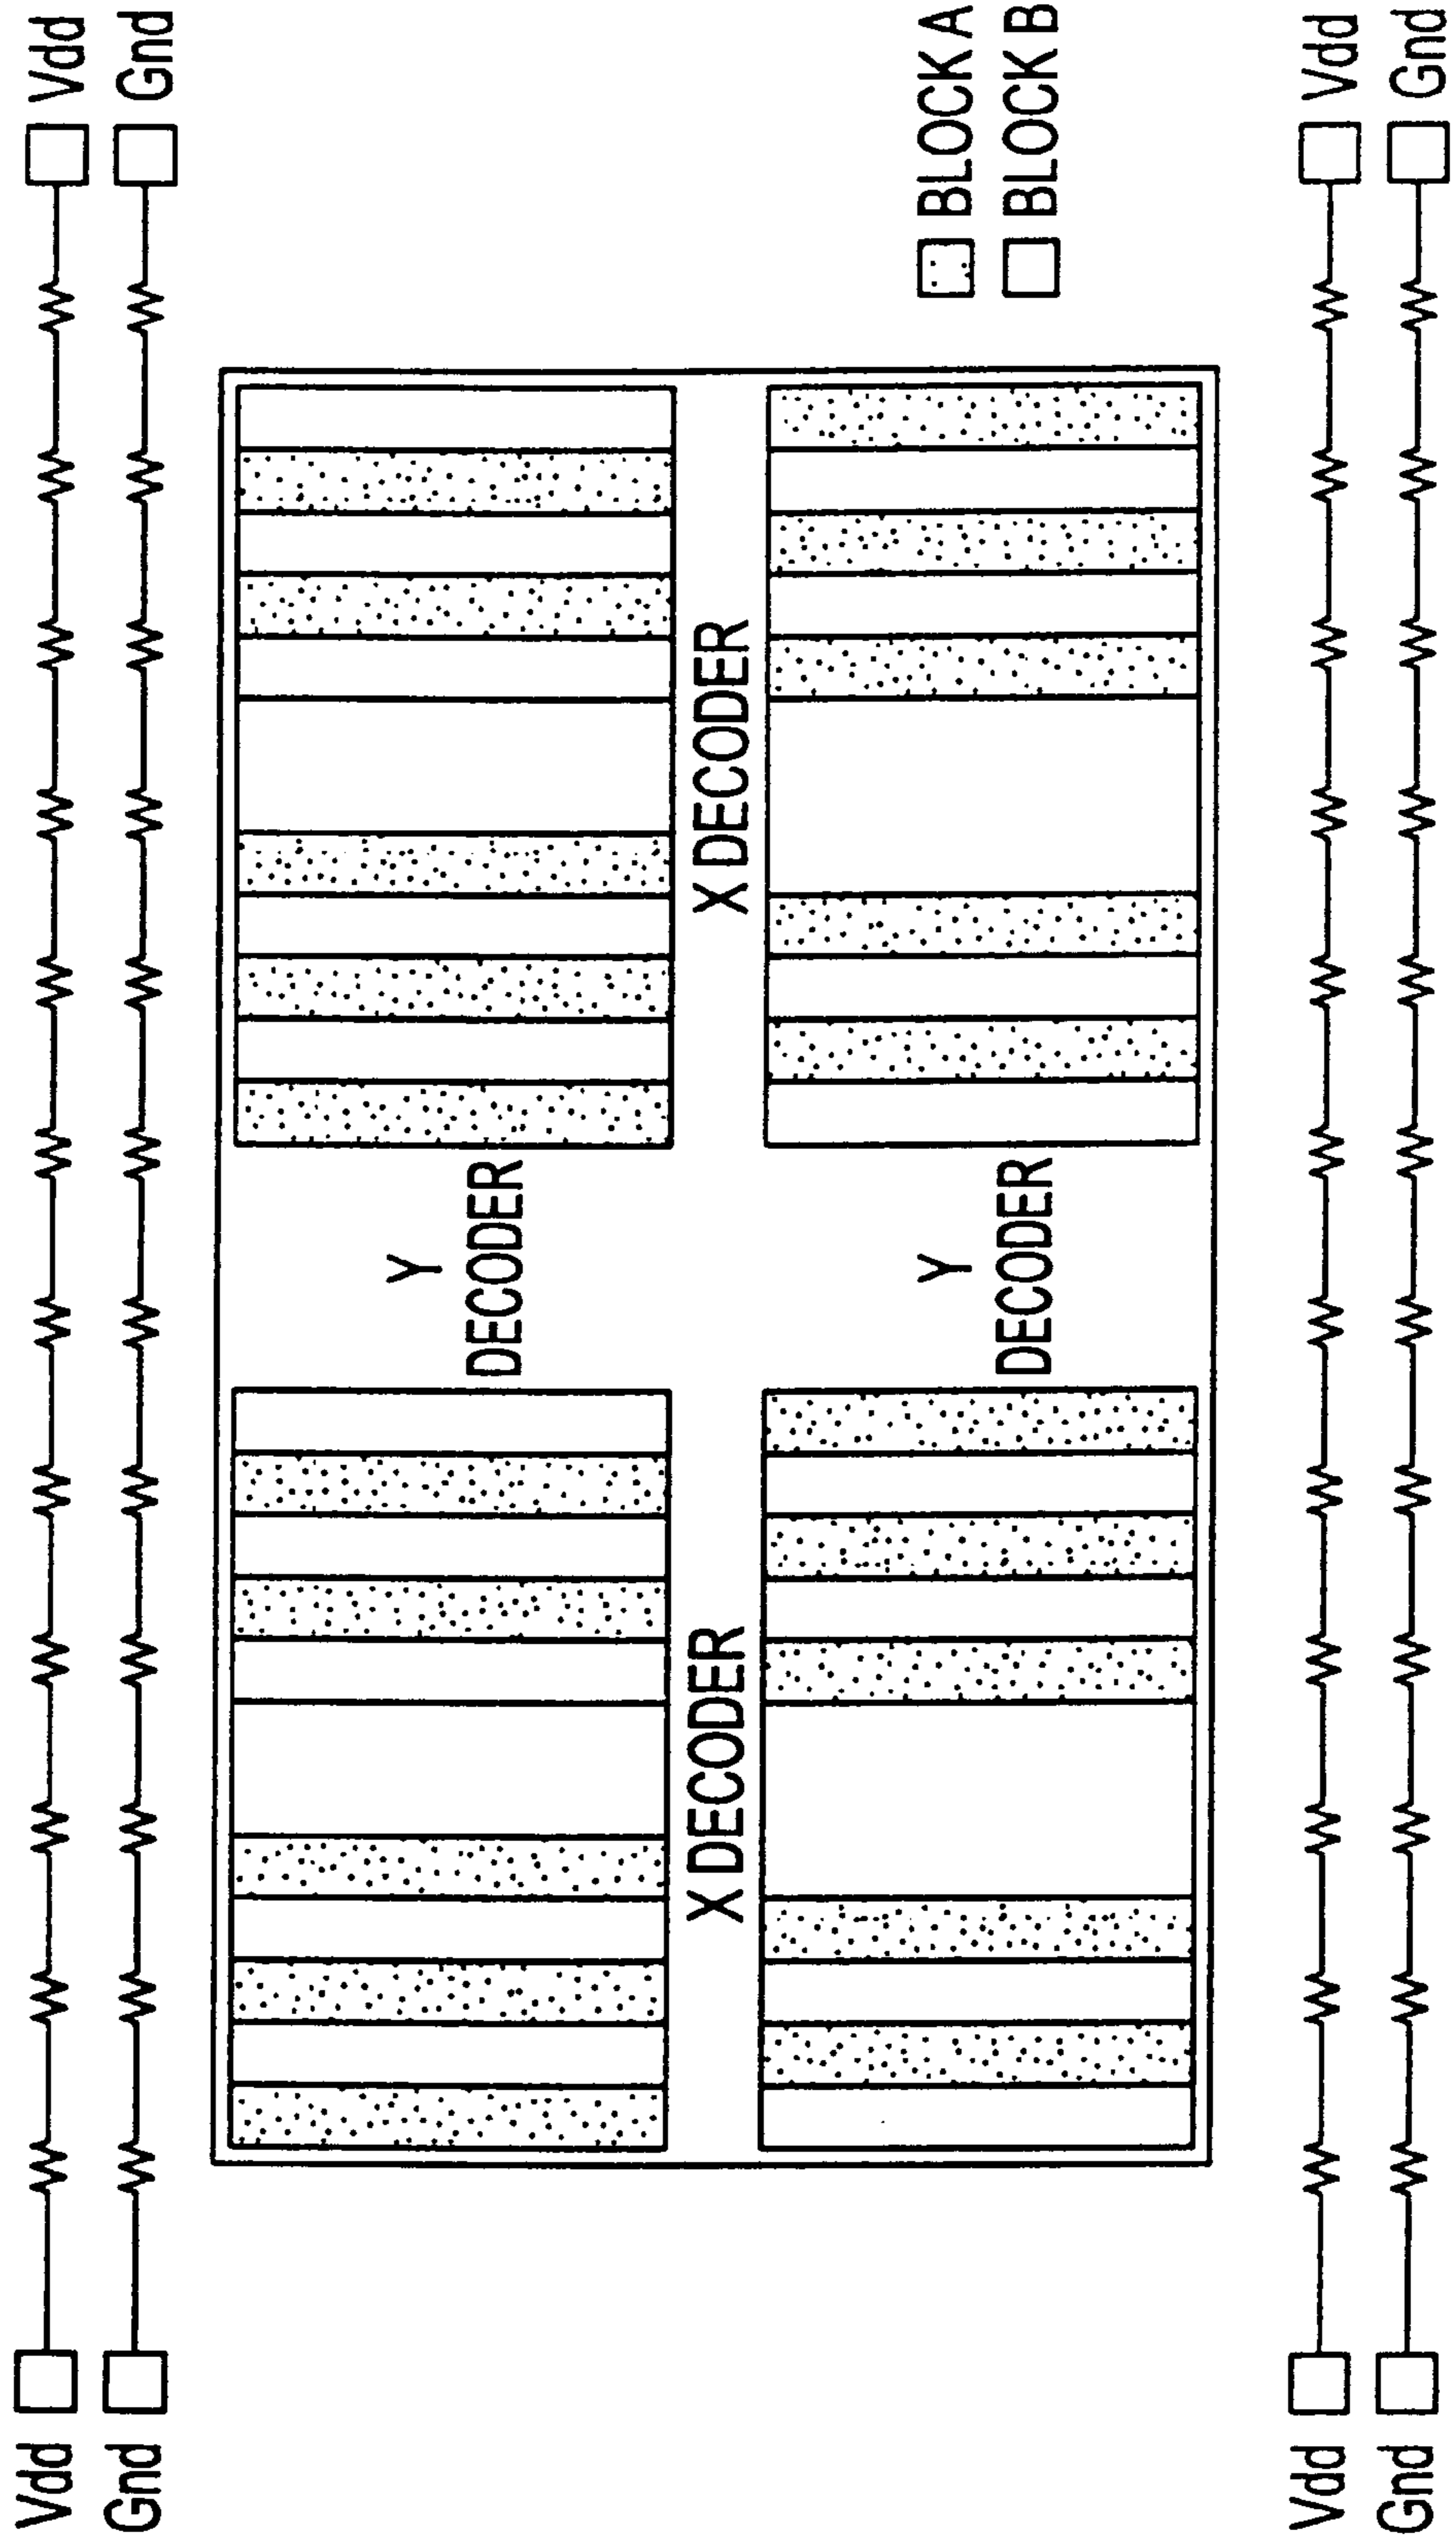 Vdd
Vdd
Gnd
Gnd
Y
DECODER
X DECODER
X DECODER
BLOCK A
BLOCK B
Y
DECODER
Vdd
Vdd
Gnd
Gnd